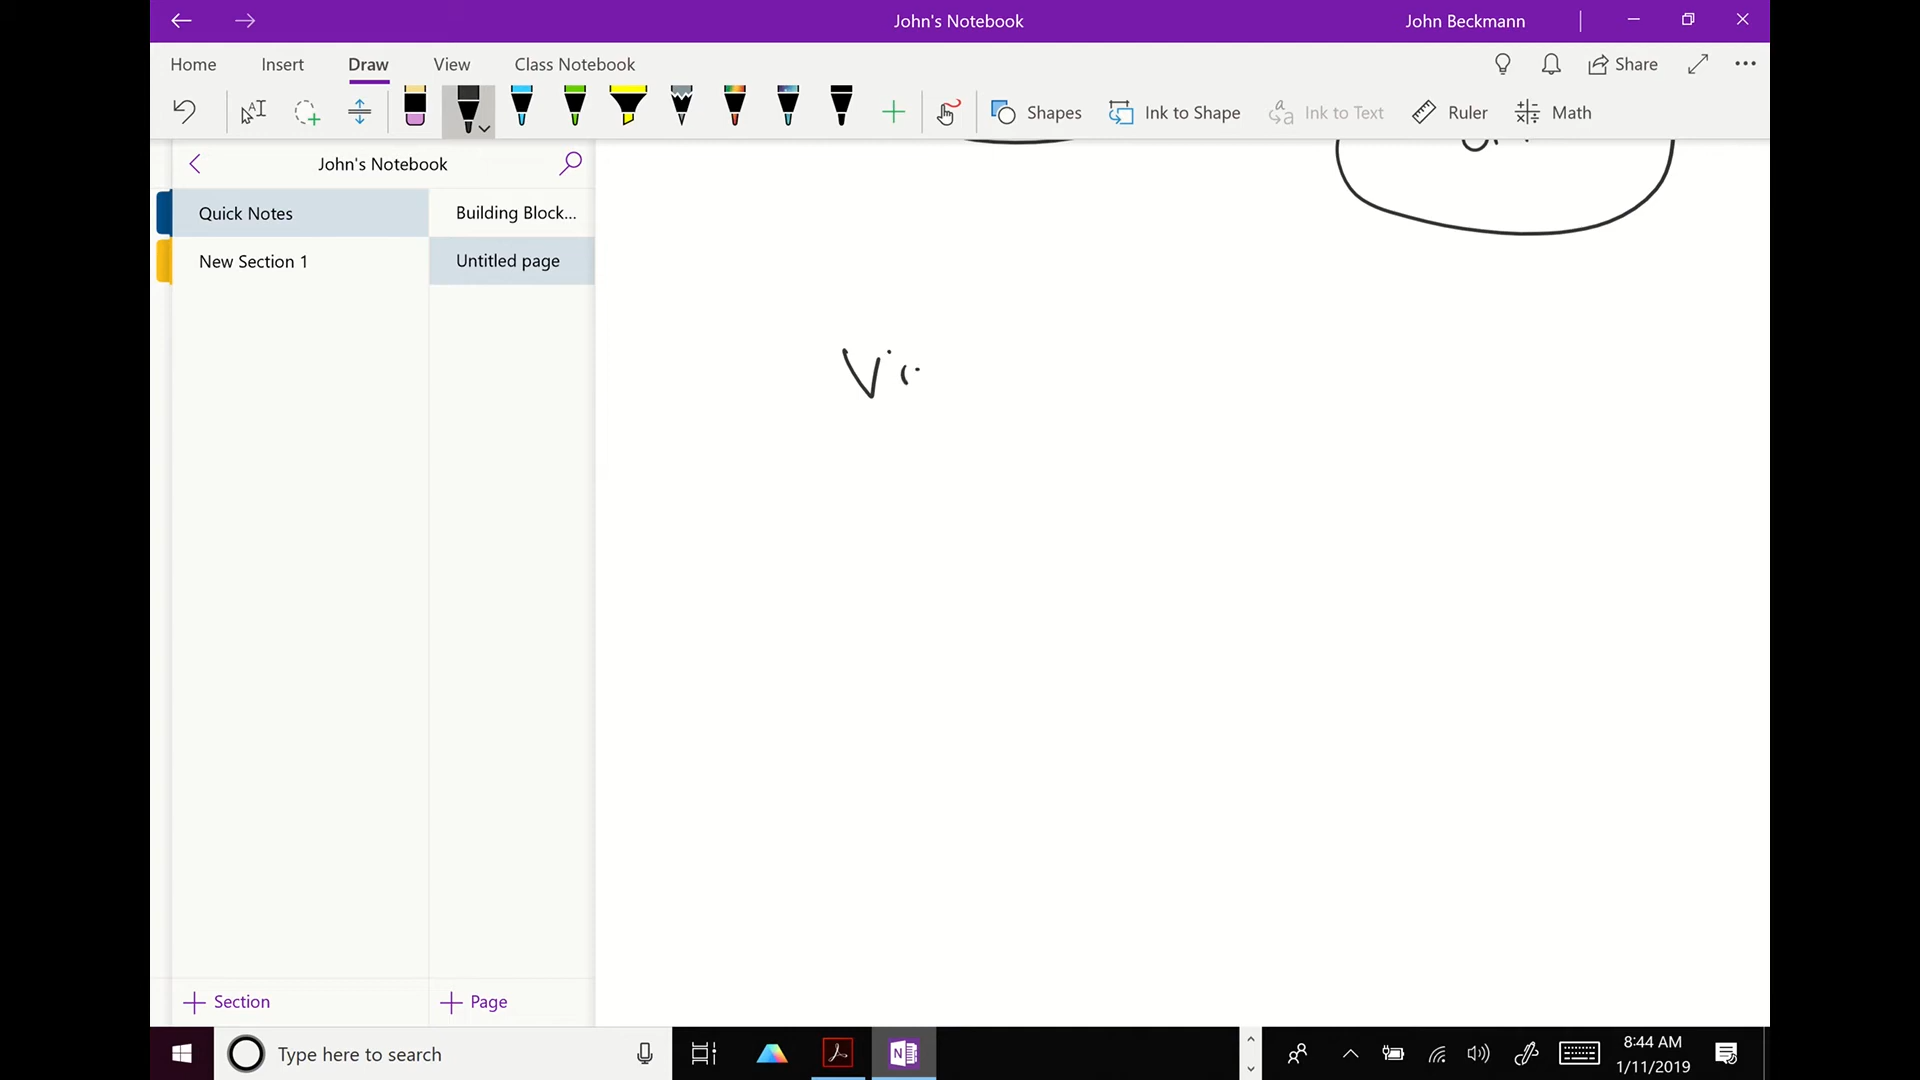 John's Notebook
John Beckmann
Home Insert Draw View Class Notebook Share
Shapes Ink to Shape Ink to Text Ruler Math
John's Notebook
Quick Notes
Building Block...
New Section 1
Untitled page
Vi
Section
Page
Type here to search
8:44 AM
1/11/2019